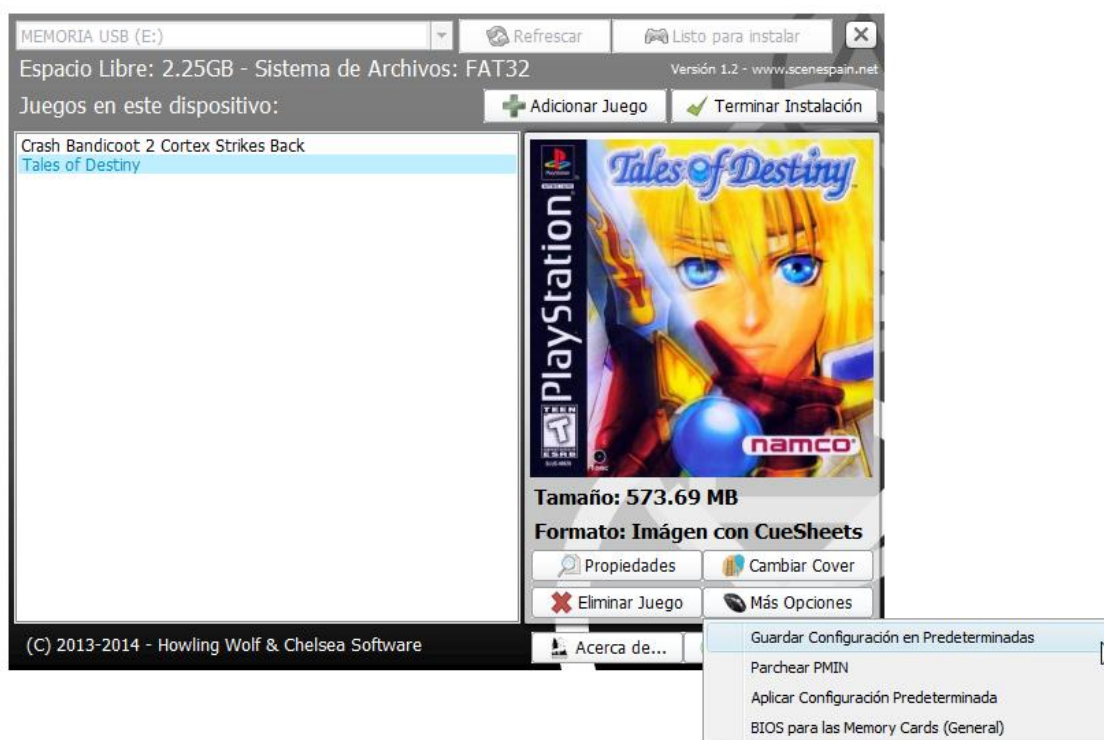 MEMORIA USB (E:)
Refrescar
Listo para instalar
Espacio Libre: 2.25GB - Sistema de Archivos: FAT32
Versión 1.2 - www.scenespain.net
Juegos en este dispositivo:
Adicionar Juego
Terminar Instalación
Crash Bandicoot 2 Cortex Strikes Back
Tales of Destiny
PlayStation
Tales of Destiny
PlayStation
TEEN
T
ESRB
namco
Tamaño: 573.69 MB
Formato: Imágen con CueSheets
Propiedades
Cambiar Cover
Eliminar Juego
Más Opciones
(C) 2013-2014 - Howling Wolf & Chelsea Software
Acerca de...
Guardar Configuración en Predeterminadas
Parchear PMIN
Aplicar Configuración Predeterminada
BIOS para las Memory Cards (General)